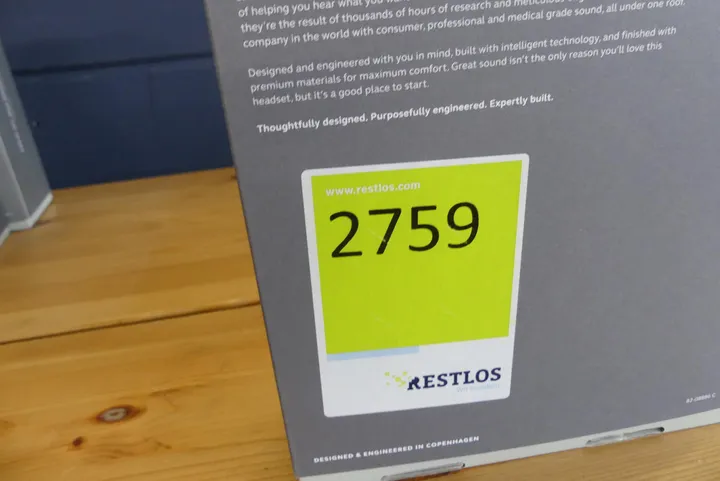 of helping you hear what you
they're the result of thousands of hours of research and meticulous
company in the world with consumer, professional and medical grade sound, all under one roof.
Designed and engineered with you in mind, built with intelligent technology, and finished with
premium materials for maximum comfort. Great sound isn't the only reason you'll love this
headset, but it's a good place to start.
Thoughtfully designed. Purposefully engineered. Expertly built.
www.restlos.com
2759
RESTLOS
DESIGNED & ENGINEERED IN COPENHAGEN